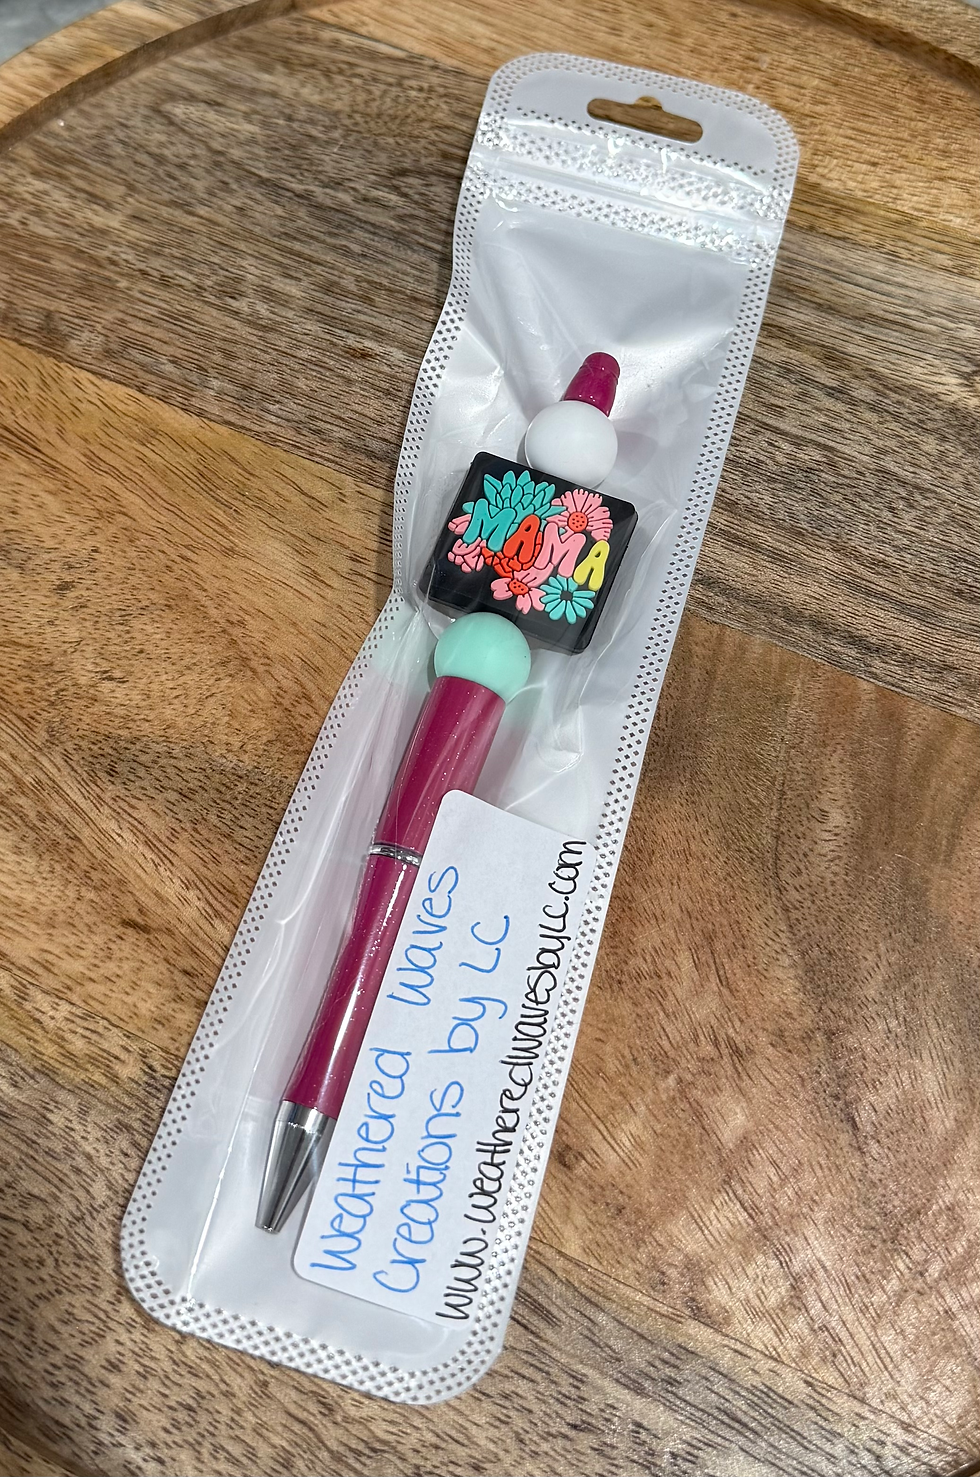 MAMA
Weathered Waves
Creations by LC
www.weatheredwavesbylc.com